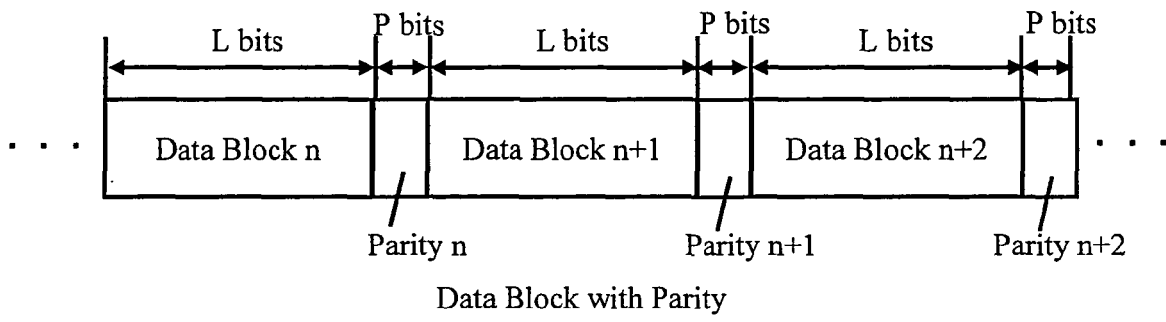 L bits P bits L bits P bits L bits P bits
. . . Data Block n Data Block n+1 Data Block n+2 . . .
Parity n Parity n+1 Parity n+2
Data Block with Parity